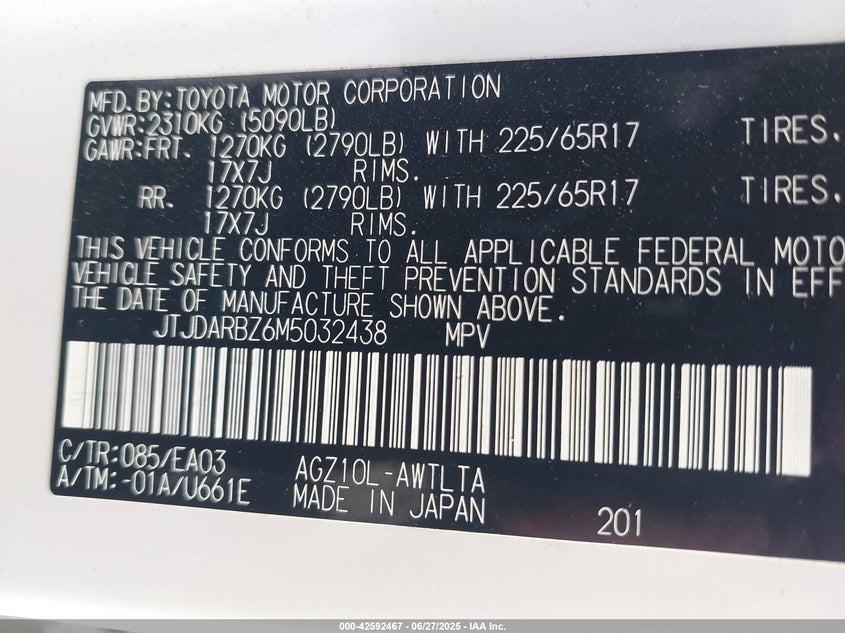 MFD. BY: TOYOTA MOTOR CORPORATION
GVWR: 2310KG (5090LB)
GAWR: FRT. 1270KG (2790LB) WITH 225/65R17 TIRES.
17X7J RIMS.
RR. 1270KG (2790LB) WITH 225/65R17 TIRES.
17X7J RIMS.
THIS VEHICLE CONFORMS TO ALL APPLICABLE FEDERAL MOTO
VEHICLE SAFETY AND THEFT PREVENTION STANDARDS IN EFF
THE DATE OF MANUFACTURE SHOWN ABOVE.
JTJDARBZ6M5032438 MPV
C/TR: 085/EA03 AGZ10L-AWTLTA
A/TM: -01A/U661E MADE IN JAPAN 201
000-42592467 - 06/27/2025 - IAA Inc.